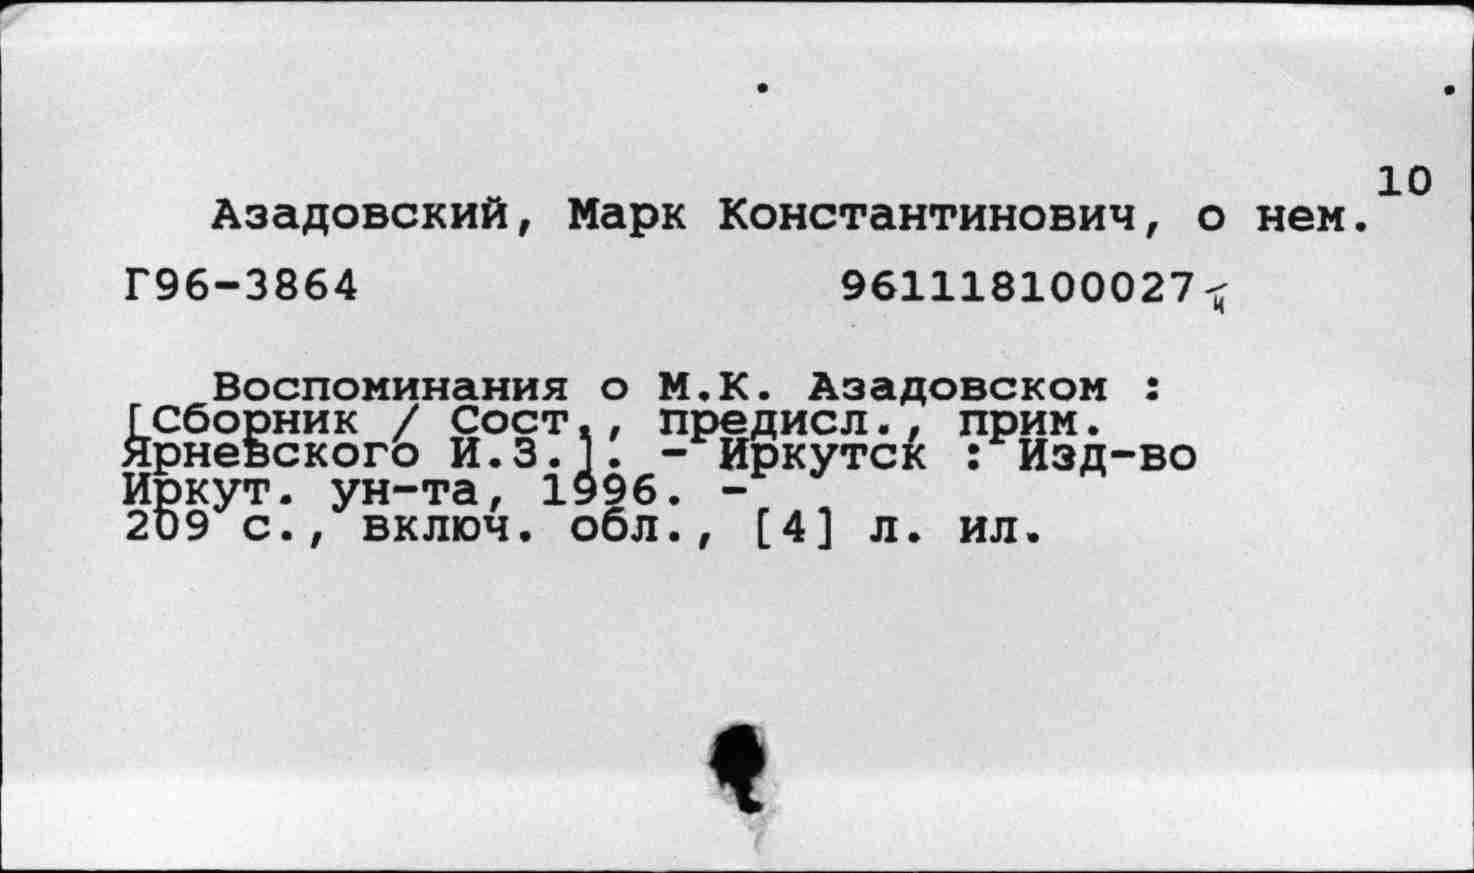 10
Азадовский, Марк Константинович, о нем.
Г96-3864 961118100027
Воспоминания о М.К. Азадовском :
[Сборник / Сост., предисл., прим.
Ярневского И.З.]. - Иркутск : Изд-во
Иркут. ун-та, 1996. -
209 с., включ. обл., [4] л. ил.